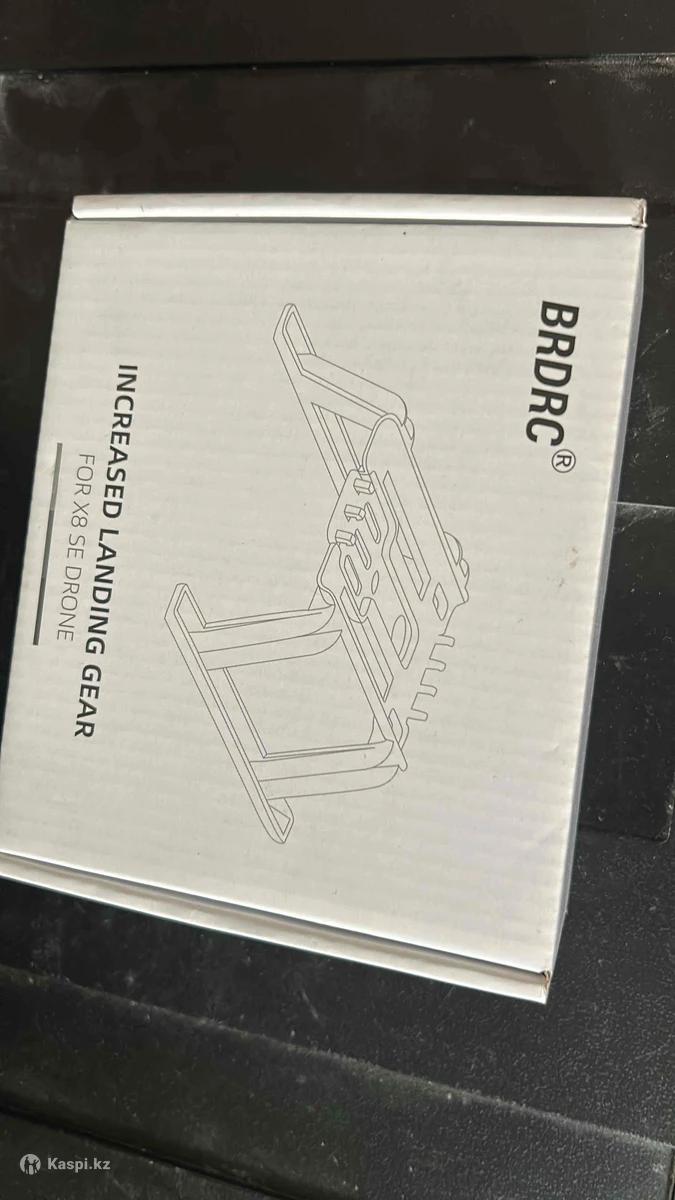 BRDRC®
INCREASED LANDING GEAR
FOR X8 SE DRONE
Kaspi.kz